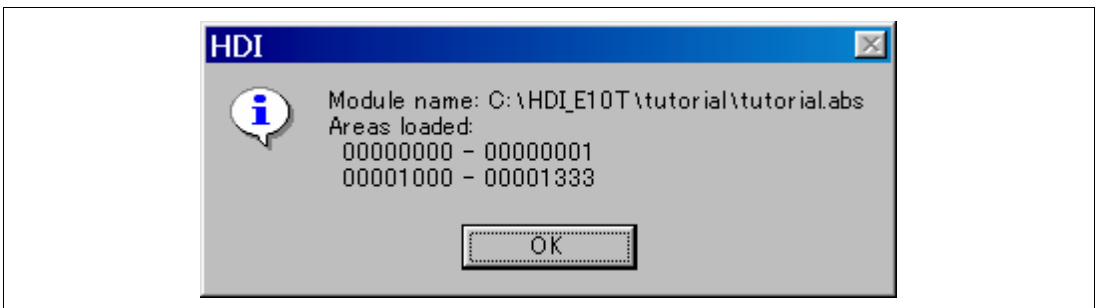 HDI
Module name: C:\HDI_E10T\tutorial\tutorial.abs
Areas loaded:
00000000 - 00000001
00001000 - 00001333
OK